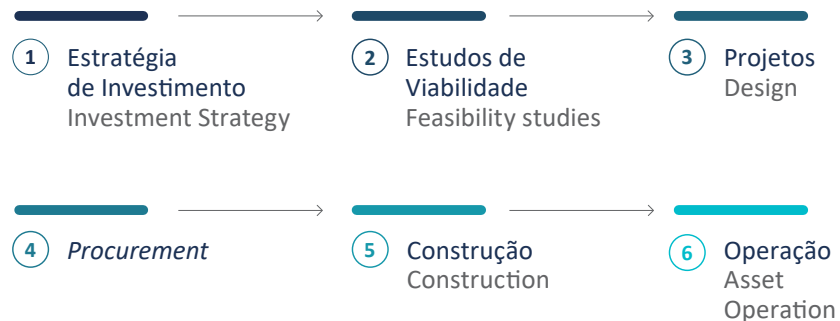 1
Estratégia
de Investimento
Investment Strategy
2
Estudos de
Viabilidade
Feasibility studies
3
Projetos
Design
4
Procurement
5
Construção
Construction
6
Operação
Asset
Operation